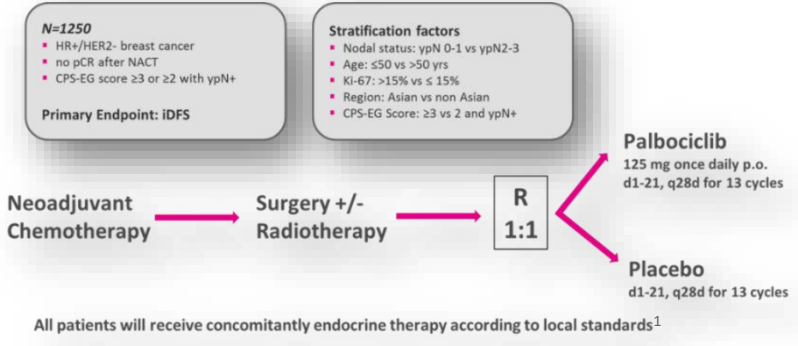 N=1250
▪ HR+/HER2- breast cancer
▪ no pCR after NACT
▪ CPS-EG score ≥3 or ≥2 with ypN+
Primary Endpoint: iDFS
Stratification factors
▪ Nodal status: ypN 0-1 vs ypN2-3
▪ Age: ≤50 vs >50 yrs
▪ Ki-67: >15% vs ≤ 15%
▪ Region: Asian vs non Asian
▪ CPS-EG Score: ≥3 vs 2 and ypN+
Neoadjuvant
Chemotherapy
Surgery +/-
Radiotherapy
R
1:1
Palbociclib
125 mg once daily p.o.
d1-21, q28d for 13 cycles
Placebo
d1-21, q28d for 13 cycles
All patients will receive concomitantly endocrine therapy according to local standards1